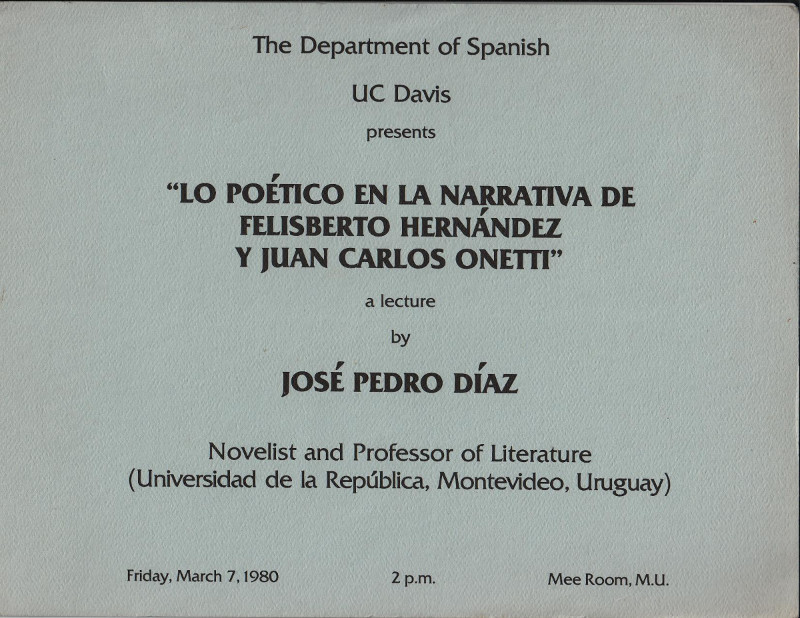 The Department of Spanish
UC Davis
presents
“LO POÉTICO EN LA NARRATIVA DE
FELISBERTO HERNÁNDEZ
Y JUAN CARLOS ONETTI”
a lecture
by
JOSÉ PEDRO DÍAZ
Novelist and Professor of Literature
(Universidad de la República, Montevideo, Uruguay)
Friday, March 7, 1980 2 p.m. Mee Room, M.U.